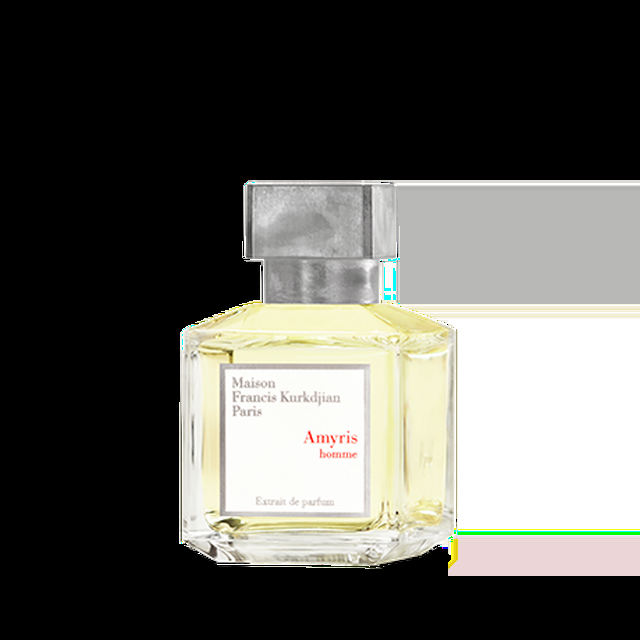 Maison
Francis Kurkdjian
Paris
Amyris
homme
Extrait de parfum